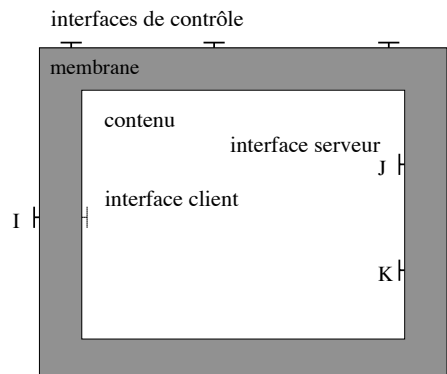 interfaces de contrôle
membrane
contenu
interface serveur
J
interface client
I
K